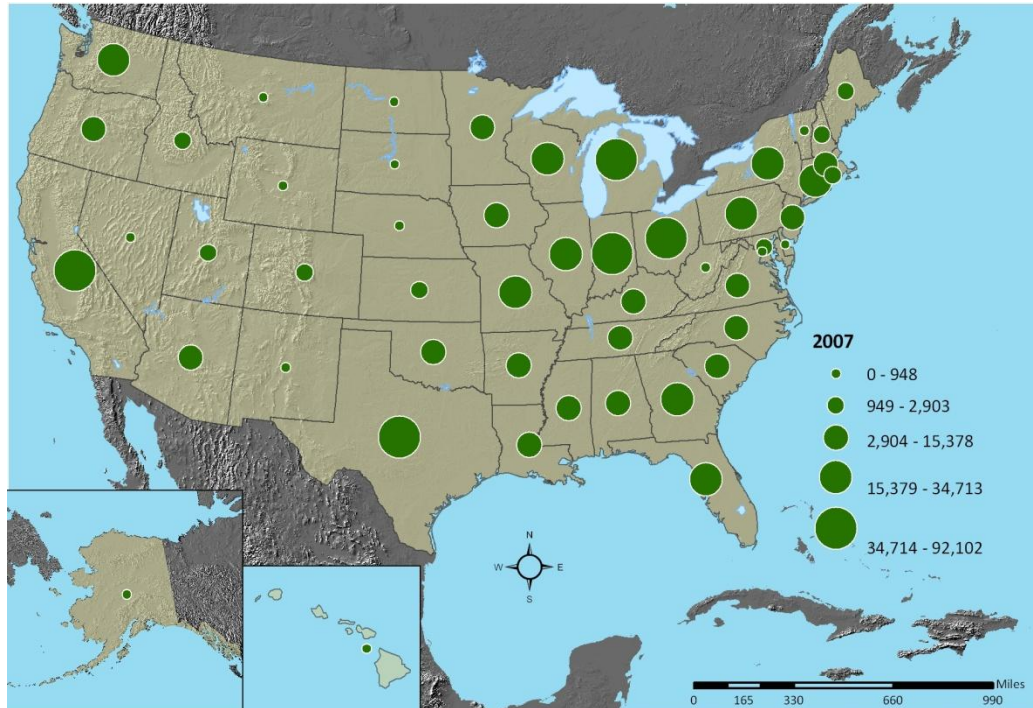 2007
0 - 948
949 - 2,903
2,904 - 15,378
15,379 - 34,713
34,714 - 92,102
N
W E
S
Miles
0 165 330 660 990